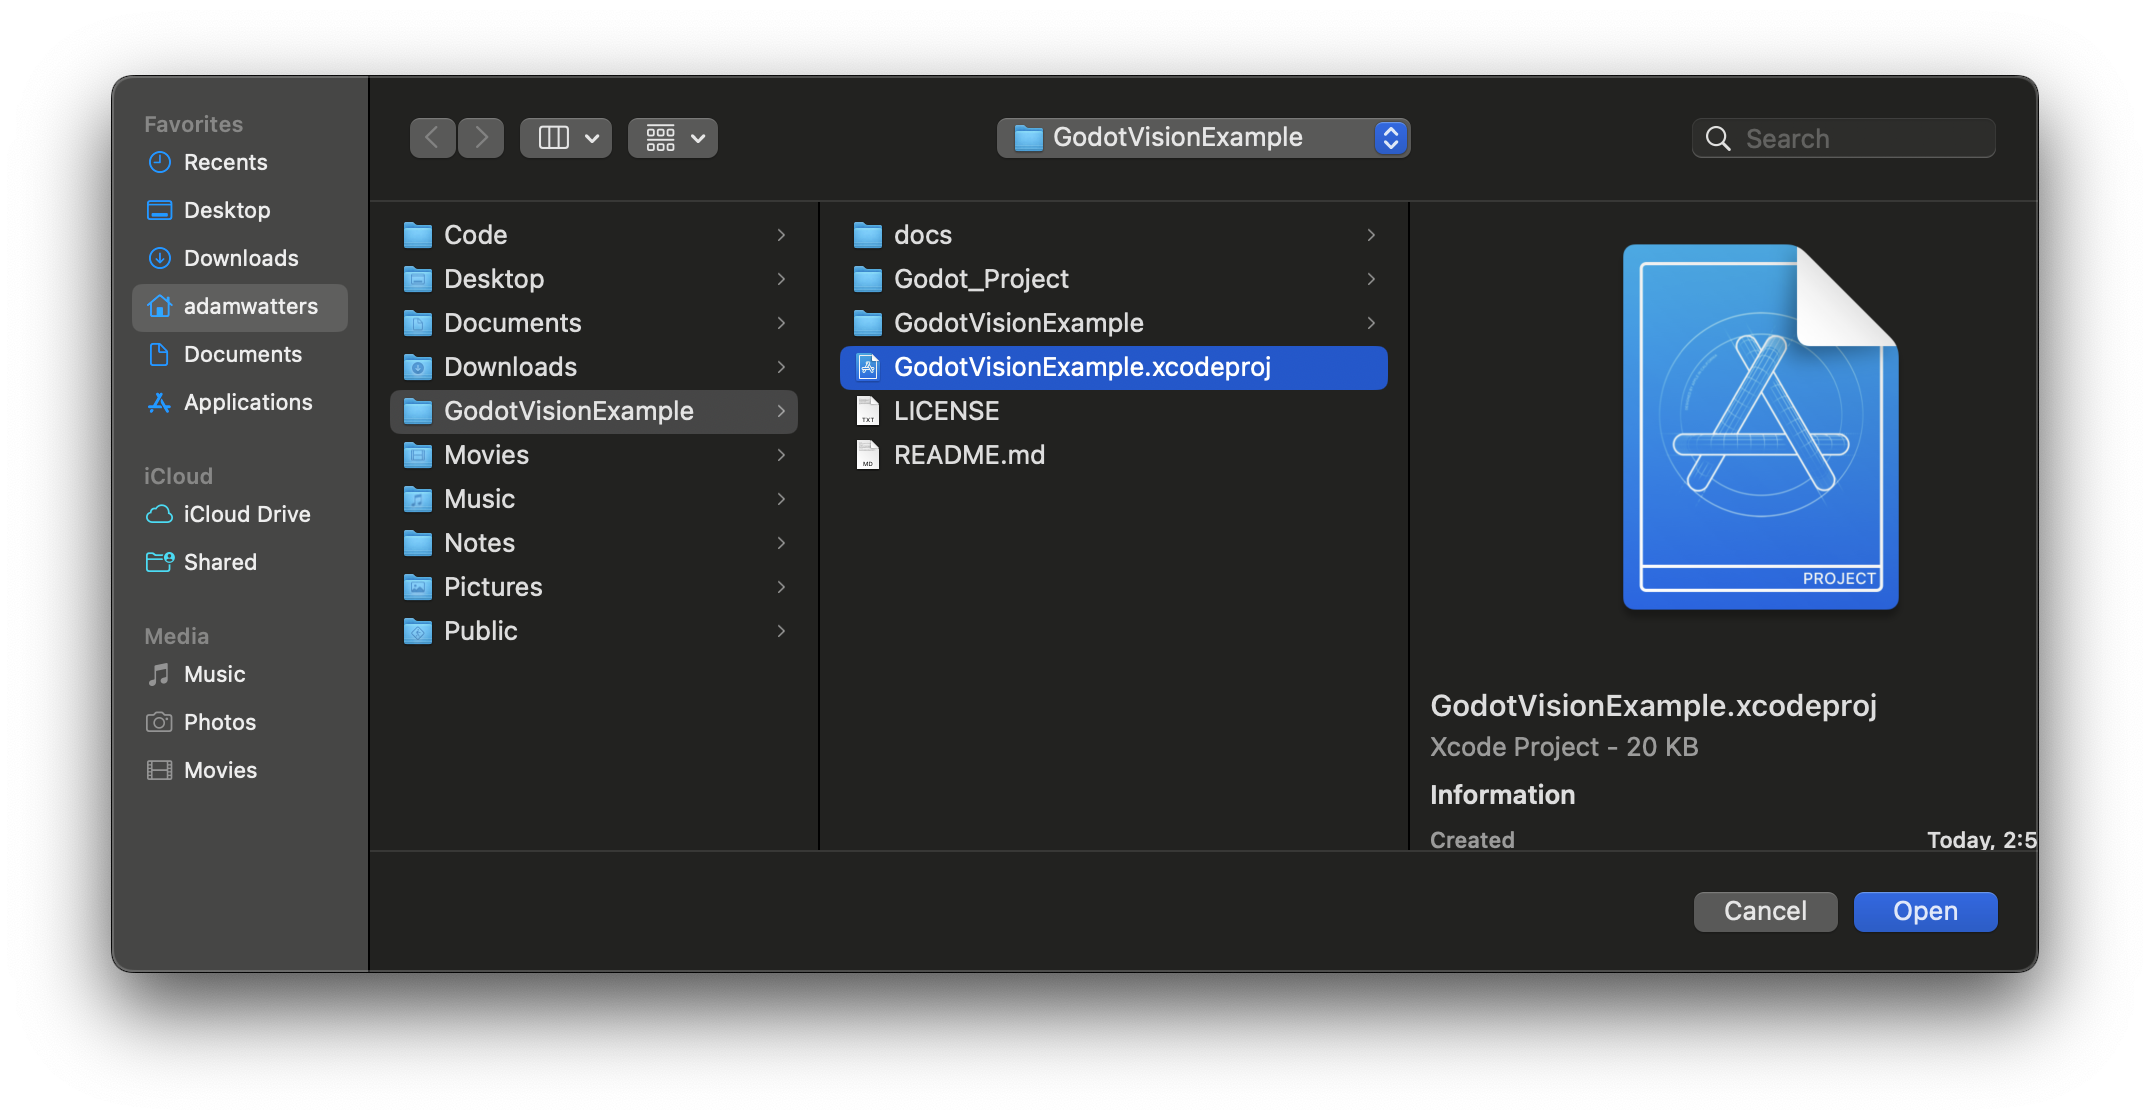 Favorites
Recents
Desktop
Downloads
adamwatters
Documents
Applications
iCloud
iCloud Drive
Shared
Media
Music
Photos
Movies
GodotVisionExample
Search
Code
Desktop
Documents
Downloads
GodotVisionExample
Movies
Music
Notes
Pictures
Public
docs
Godot_Project
GodotVisionExample
GodotVisionExample.xcodeproj
LICENSE
README.md
PROJECT
GodotVisionExample.xcodeproj
Xcode Project - 20 KB
Information
Created Today, 2:5
Cancel Open